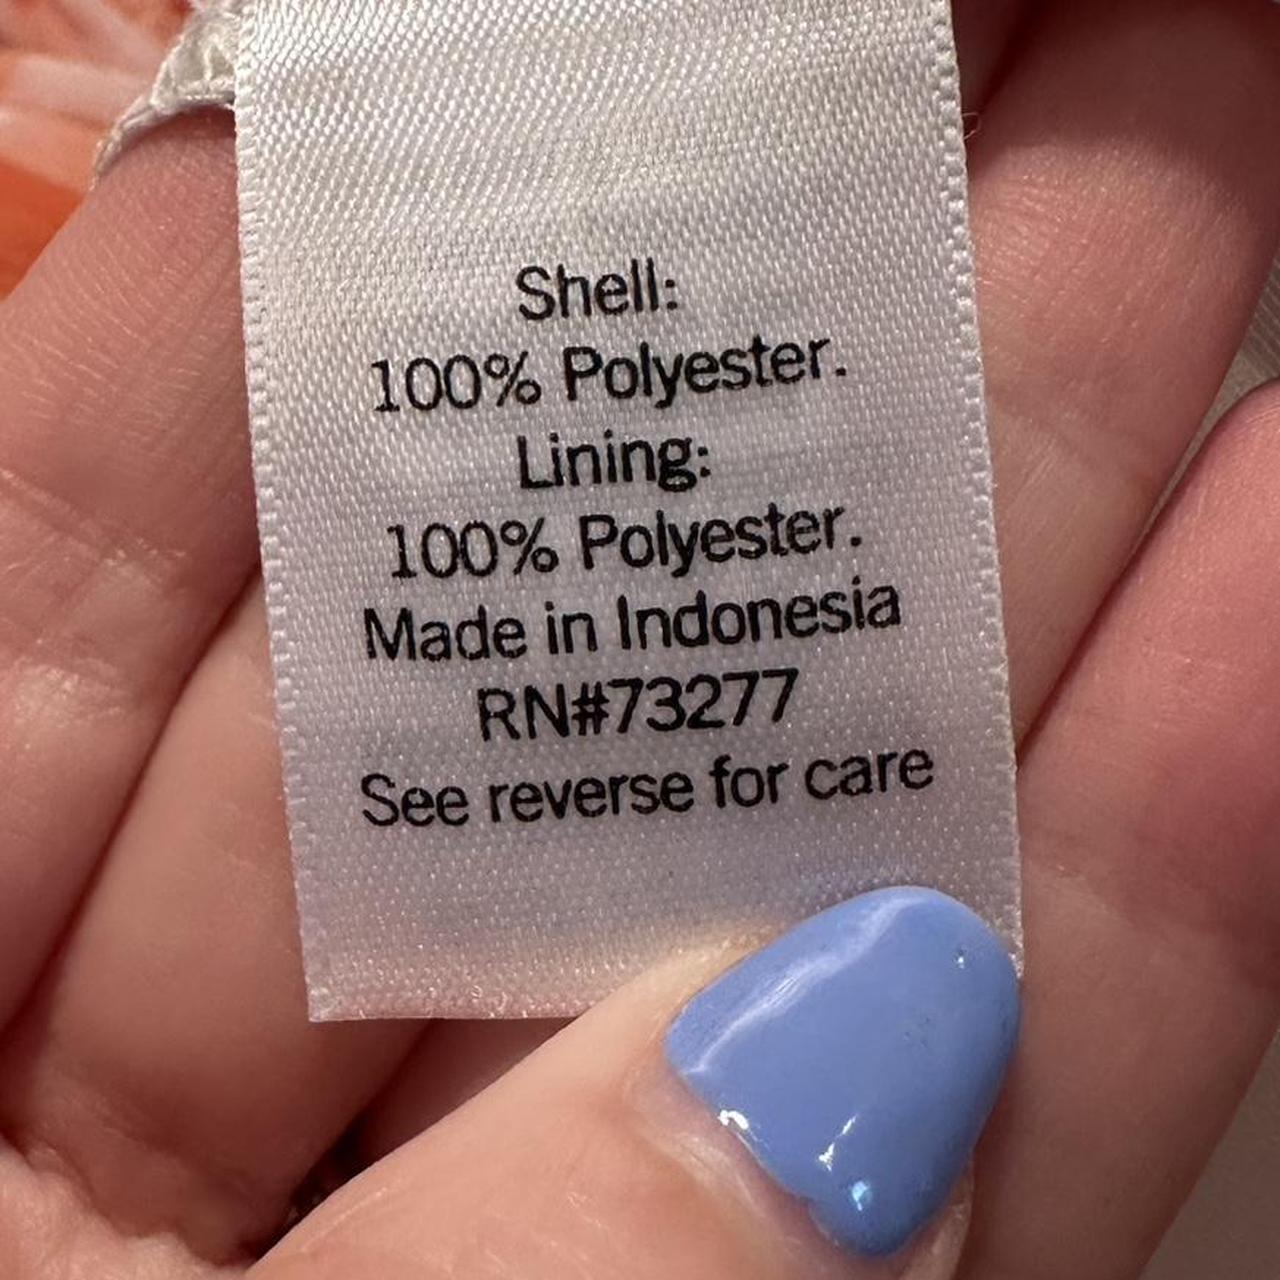 Shell:
100% Polyester.
Lining:
100% Polyester.
Made in Indonesia
RN#73277
See reverse for care